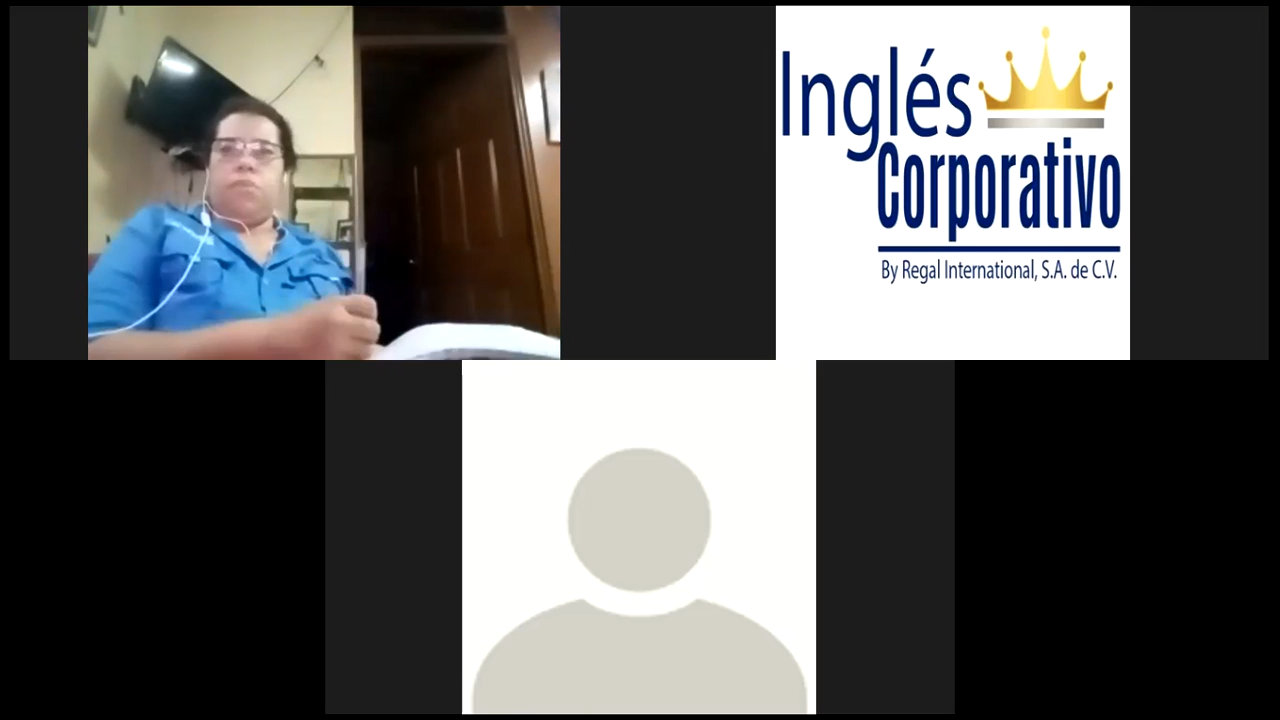 Inglés
Corporativo
By Regal International, S.A. de C.V.